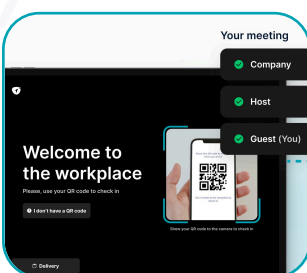 Your meeting
Company
Host
Guest (You)
Welcome to
the workplace
Please, use your QR code to check in
I don't have a QR code
Show your QR code to the camera to check in
Delivery